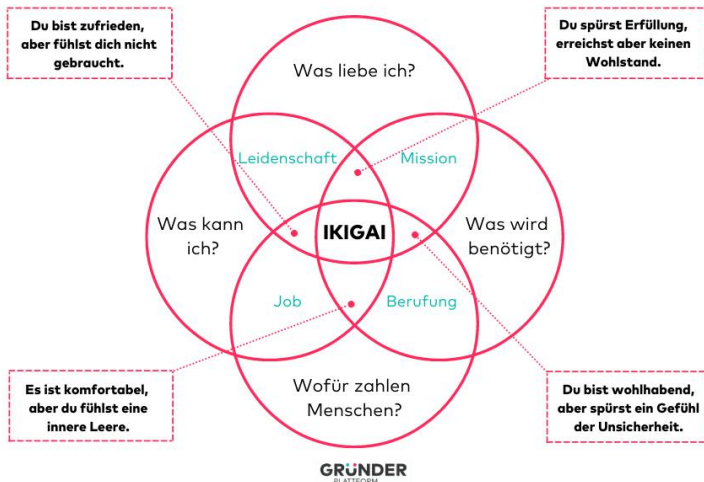 Du bist zufrieden,
aber fühlst dich nicht
gebraucht.
Du spürst Erfüllung,
erreichst aber keinen
Wohlstand.
Was liebe ich?
Leidenschaft
Mission
Was kann
ich?
IKIGAI
Was wird
benötigt?
Job
Berufung
Es ist komfortabel,
aber du fühlst eine
innere Leere.
Wofür zahlen
Menschen?
Du bist wohlhabend,
aber spürst ein Gefühl
der Unsicherheit.
GRÜNDER
PLATTFORM